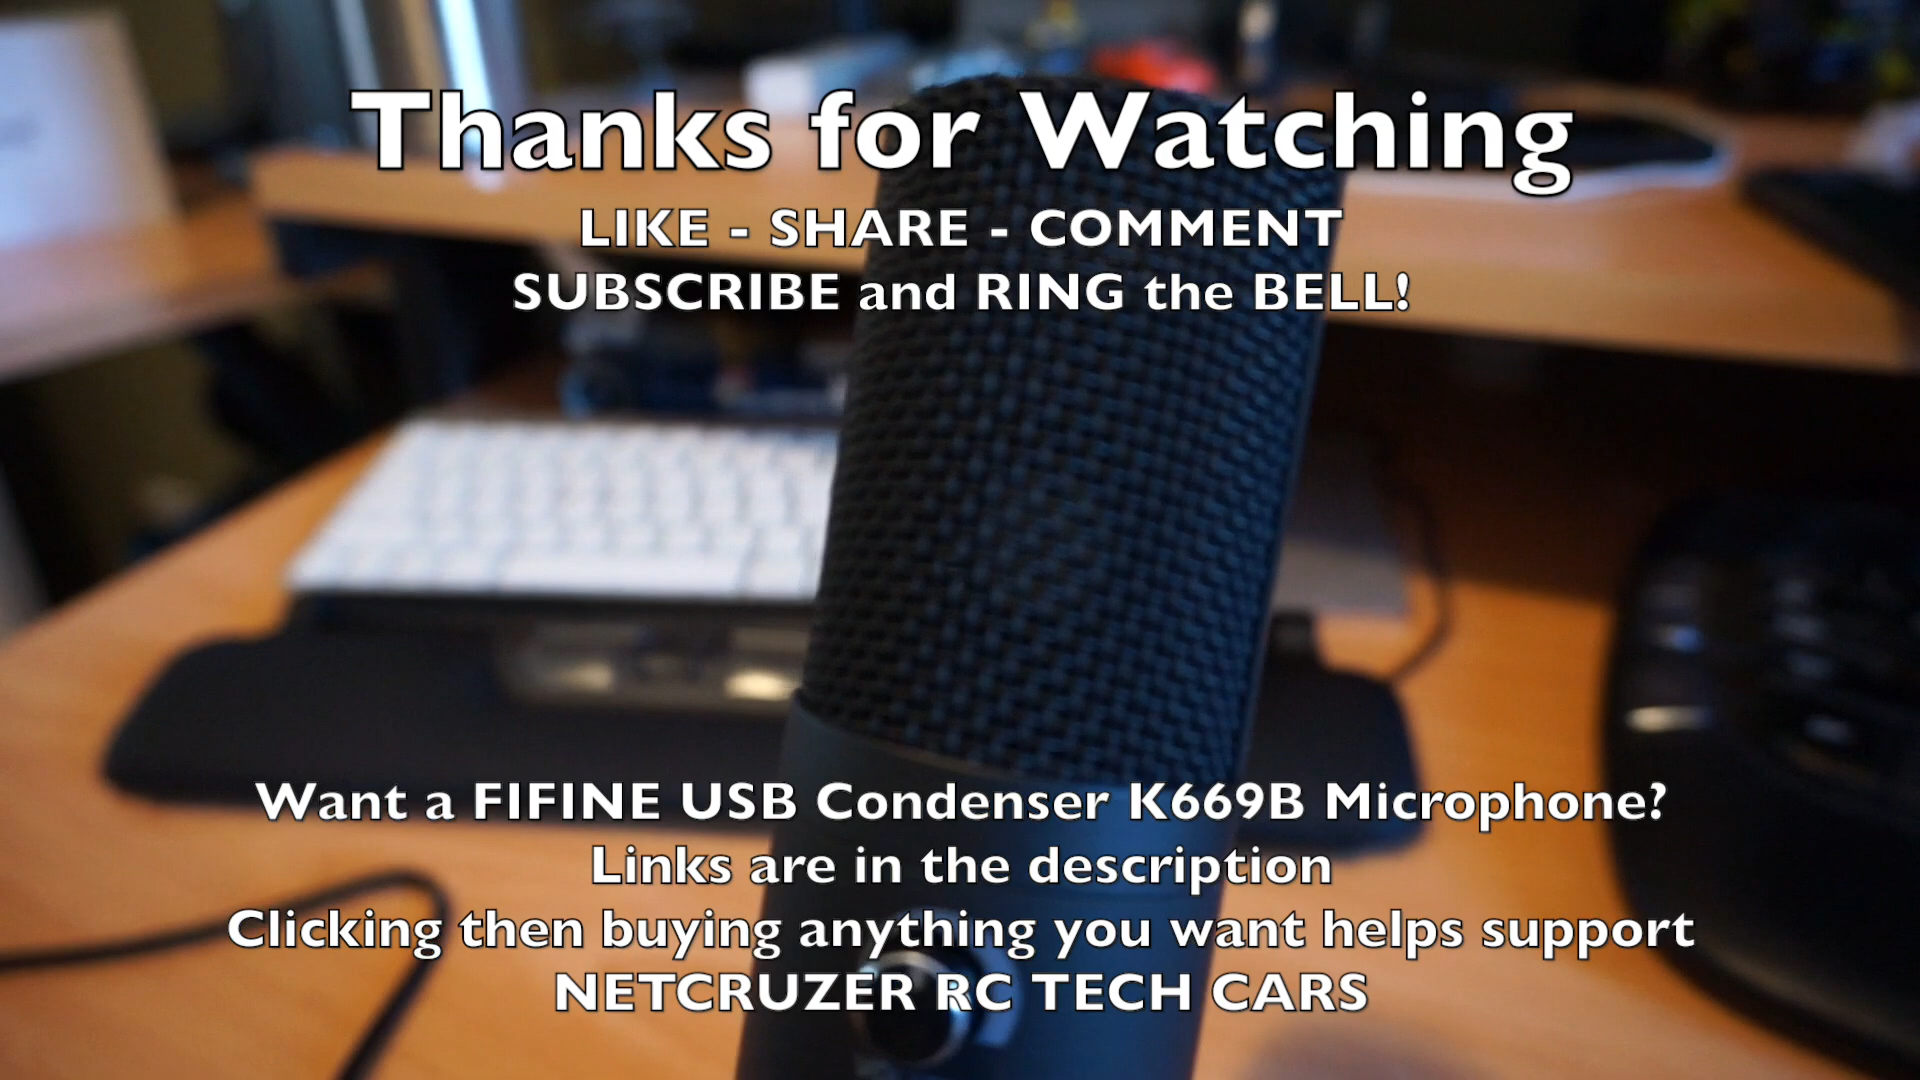 Thanks for Watching
LIKE - SHARE - COMMENT
SUBSCRIBE and RING the BELL!
Want a FIFINE USB Condenser K669B Microphone?
Links are in the description
Clicking then buying anything you want helps support
NETCRUZER RC TECH CARS